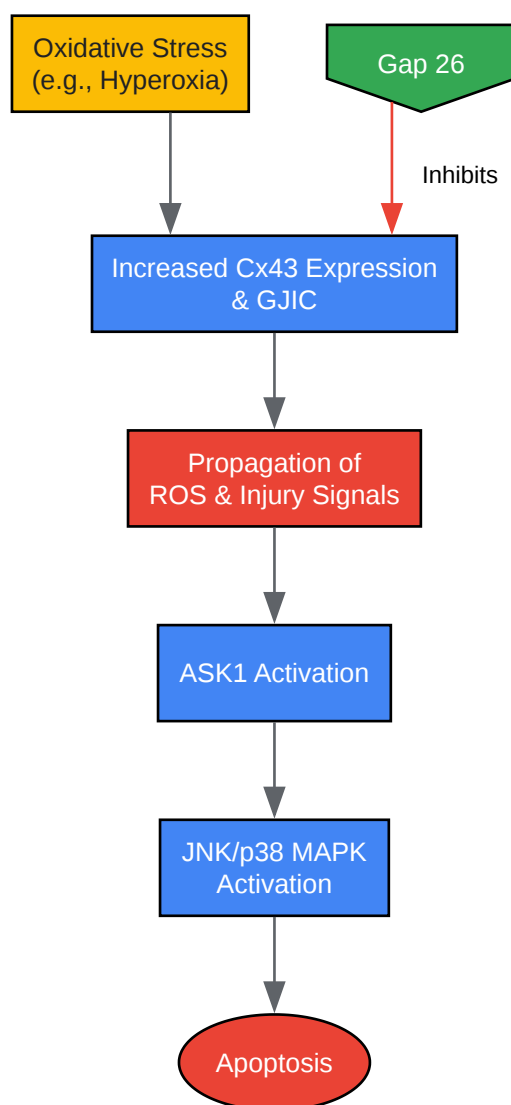 Oxidative Stress
(e.g., Hyperoxia)
Gap 26
Inhibits
Increased Cx43 Expression
& GJIC
Propagation of
ROS & Injury Signals
ASK1 Activation
JNK/p38 MAPK
Activation
Apoptosis